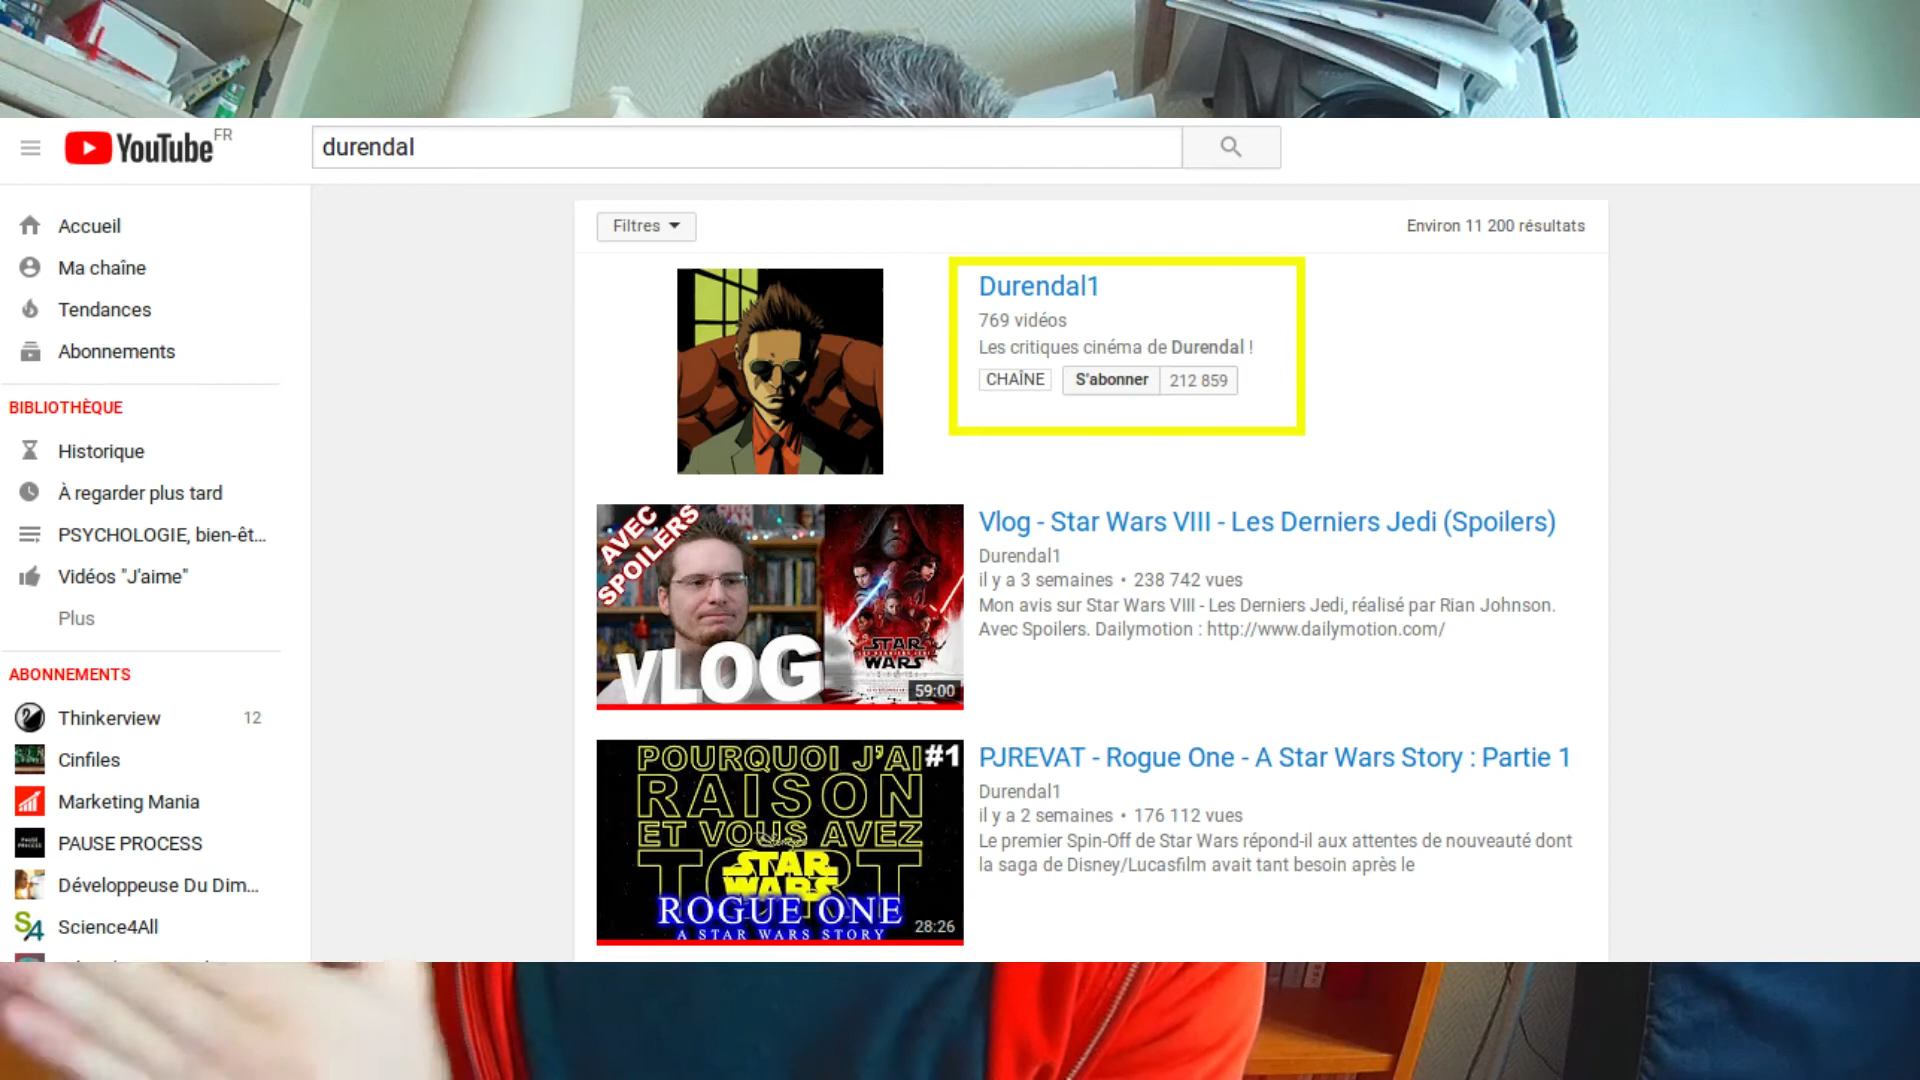 YouTube FR
durendal
Accueil
Ma chaîne
Tendances
Abonnements
BIBLIOTHÈQUE
Historique
À regarder plus tard
PSYCHOLOGIE, bien-êt...
Vidéos "J'aime"
Plus
ABONNEMENTS
Thinkerview 12
Cinfiles
Marketing Mania
PAUSE PROCESS
Développeuse Du Dim...
Science4All
Filtres
Environ 11 200 résultats
Durendal1
769 vidéos
Les critiques cinéma de Durendal !
CHAÎNE S'abonner 212 859
AVEC
SPOILERS
VLOG
STAR
WARS
59:00
Vlog - Star Wars VIII - Les Derniers Jedi (Spoilers)
Durendal1
il y a 3 semaines • 238 742 vues
Mon avis sur Star Wars VIII - Les Derniers Jedi, réalisé par Rian Johnson.
Avec Spoilers. Dailymotion : http://www.dailymotion.com/
POURQUOI J'AI #1
RAISON
ET VOUS AVEZ
TORT
Disney
STAR
WARS
ROGUE ONE
A STAR WARS STORY
28:26
PJREVAT - Rogue One - A Star Wars Story : Partie 1
Durendal1
il y a 2 semaines • 176 112 vues
Le premier Spin-Off de Star Wars répond-il aux attentes de nouveauté dont
la saga de Disney/Lucasfilm avait tant besoin après le